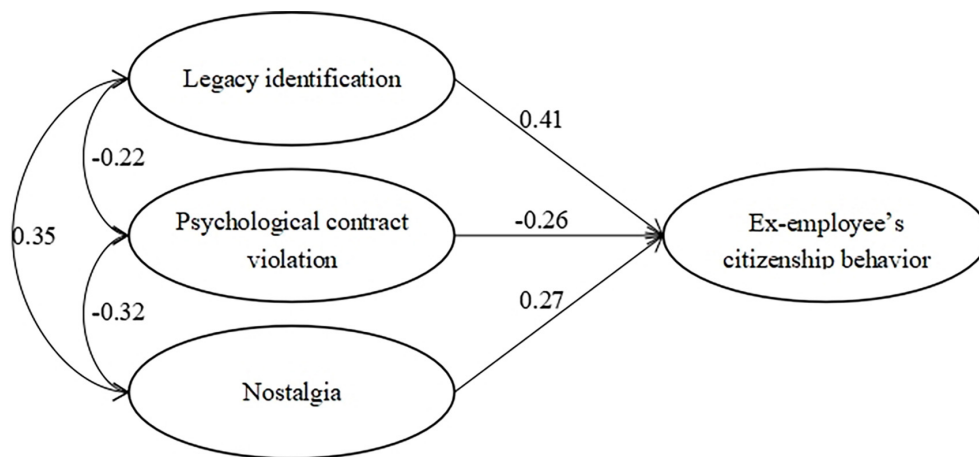 Legacy identification
0.41
-0.22
Psychological contract
violation
-0.26
Ex-employee’s
citizenship behavior
0.35
-0.32
0.27
Nostalgia